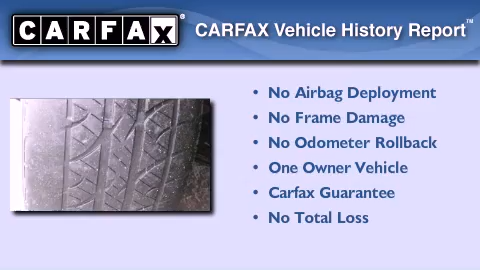 CARFAX® CARFAX Vehicle History Report™
• No Airbag Deployment
• No Frame Damage
• No Odometer Rollback
• One Owner Vehicle
• Carfax Guarantee
• No Total Loss